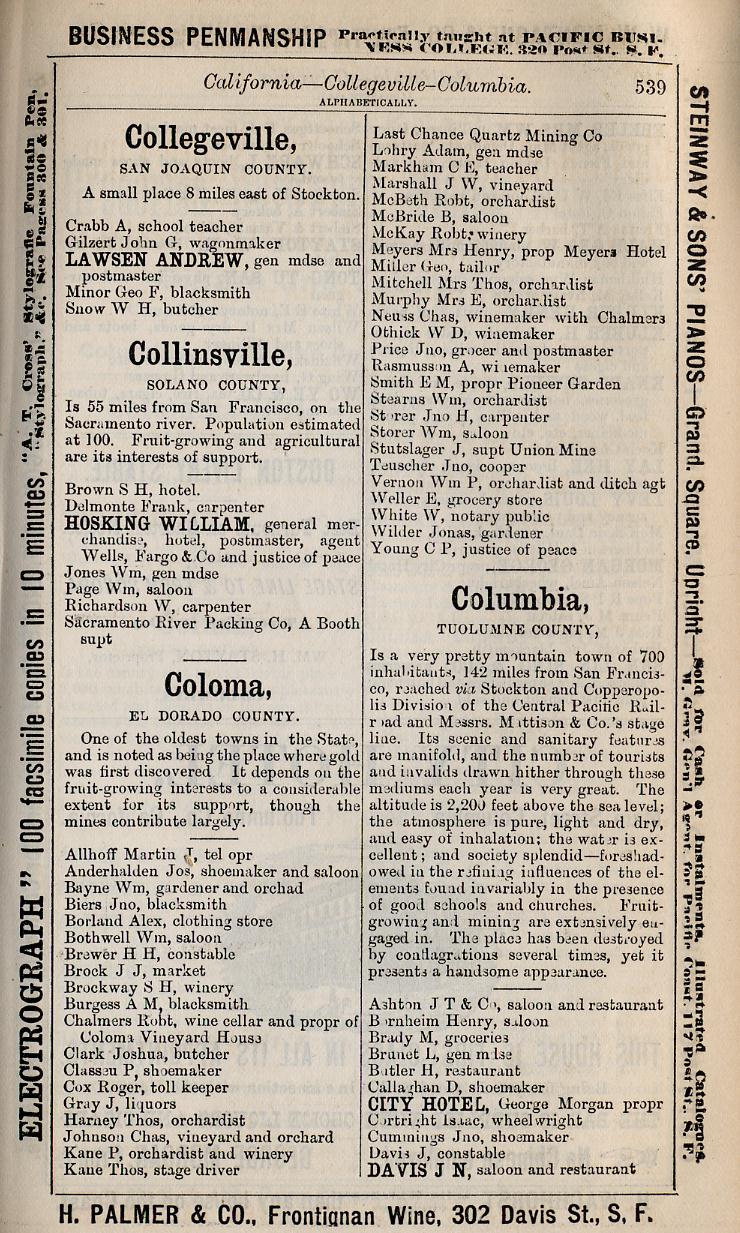 BUSINESS PENMANSHIP Practically taught at PACIFIC BUSI-
NESS COLLEGE, 320 Post St., S. F.
California—Collegeville–Columbia. 539
ALPHABETICALLY.
Collegeville,
SAN JOAQUIN COUNTY.
A small place 8 miles east of Stockton.
Crabb A, school teacher
Gilzert John G, wagonmaker
LAWSEN ANDREW, gen mdse and
postmaster
Minor Geo F, blacksmith
Snow W H, butcher
Collinsville,
SOLANO COUNTY,
Is 55 miles from San Francisco, on the
Sacramento river. Population estimated
at 100. Fruit-growing and agricultural
are its interests of support.
Brown S H, hotel.
Delmonte Frank, carpenter
HOSKING WILLIAM, general mer-
chandise, hotel, postmaster, agent
Wells, Fargo & Co and justice of peace
Jones Wm, gen mdse
Page Wm, saloon
Richardson W, carpenter
Sacramento River Packing Co, A Booth
supt
Coloma,
EL DORADO COUNTY.
One of the oldest towns in the State,
and is noted as being the place where gold
was first discovered It depends on the
fruit-growing interests to a considerable
extent for its support, though the
mines contribute largely.
Allhoff Martin J, tel opr
Anderhalden Jos, shoemaker and saloon
Bayne Wm, gardener and orchad
Biers Jno, blacksmith
Borland Alex, clothing store
Bothwell Wm, saloon
Brewer H H, constable
Brock J J, market
Brockway S H, winery
Burgess A M, blacksmith
Chalmers Robt, wine cellar and propr of
Coloma Vineyard House
Clark Joshua, butcher
Classen P, shoemaker
Cox Roger, toll keeper
Gray J, liquors
Harney Thos, orchardist
Johnson Chas, vineyard and orchard
Kane P, orchardist and winery
Kane Thos, stage driver
Last Chance Quartz Mining Co
Lohry Adam, gen mdse
Markham C E, teacher
Marshall J W, vineyard
McBeth Robt, orchardist
McBride B, saloon
McKay Robt, winery
Meyers Mrs Henry, prop Meyers Hotel
Miller Geo, tailor
Mitchell Mrs Thos, orchardist
Murphy Mrs E, orchardist
Neuss Chas, winemaker with Chalmers
Othick W D, winemaker
Price Jno, grocer and postmaster
Rasmusson A, winemaker
Smith E M, propr Pioneer Garden
Stearns Wm, orchardist
Storer Jno H, carpenter
Storer Wm, saloon
Stutslager J, supt Union Mine
Teuscher Jno, cooper
Vernon Wm P, orchardist and ditch agt
Weller E, grocery store
White W, notary public
Wilder Jonas, gardener
Young C P, justice of peace
Columbia,
TUOLUMNE COUNTY,
Is a very pretty mountain town of 700
inhabitants, 142 miles from San Francis-
co, reached via Stockton and Copperopo-
lis Division of the Central Pacific Rail-
road and Messrs. Mattison & Co.'s stage
line. Its scenic and sanitary features
are manifold, and the number of tourists
and invalids drawn hither through these
mediums each year is very great. The
altitude is 2,200 feet above the sea level;
the atmosphere is pure, light and dry,
and easy of inhalation; the water is ex-
cellent; and society splendid—foreshad-
owed in the refining influences of the el-
ements found invariably in the presence
of good schools and churches. Fruit-
growing and mining are extensively en-
gaged in. The place has been destroyed
by conflagrations several times, yet it
presents a handsome appearance.
Ashton J T & Co, saloon and restaurant
Bernheim Henry, saloon
Brady M, groceries
Brunet L, gen mdse
Butler H, restaurant
Callaghan D, shoemaker
CITY HOTEL, George Morgan propr
Cortright Isaac, wheelwright
Cummings Jno, shoemaker
Davis J, constable
DAVIS J N, saloon and restaurant
ELECTROGRAPH" 100 facsimile copies in 10 minutes, "A. T. Cross' Stylografic Fountain Pen,
"Stylograph," &c. See Pagess 300 & 301.
STEINWAY & SONS' PIANOS—Grand, Square, Upright—Sold for Cash or Instalments. Illustrated Catalogues.
M. Gray, Gen'l Agent for Pacific Coast, 117 Post St., S. F.
H. PALMER & CO., Frontignan Wine, 302 Davis St., S. F.